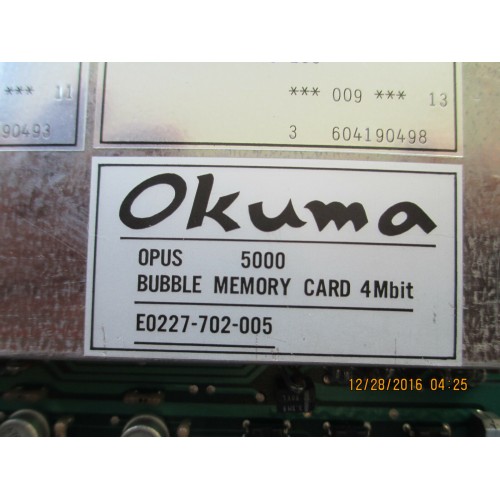 *** 11
90493
*** 009 *** 13
3 604190498
Okuma
OPUS 5000
BUBBLE MEMORY CARD 4Mbit
E0227-702-005
12/28/2016 04:25